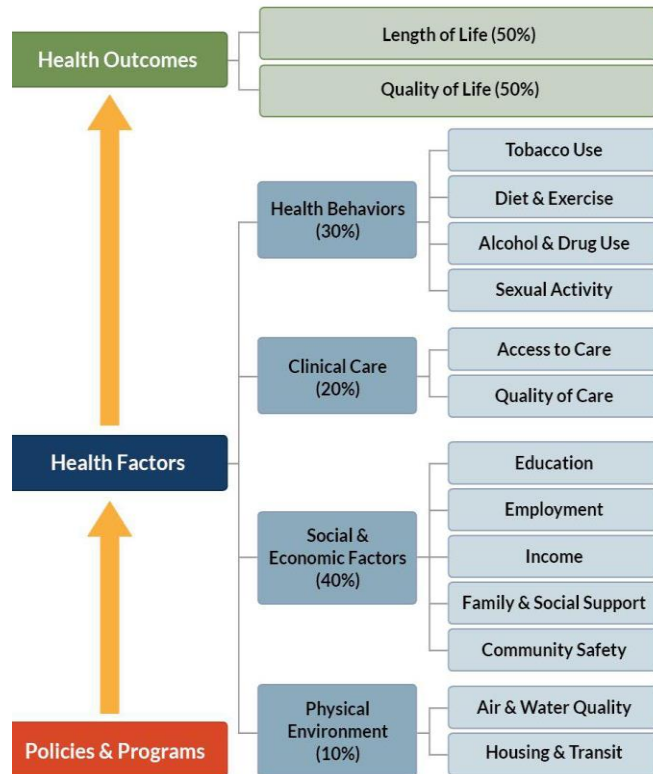 Health Outcomes
Length of Life (50%)
Quality of Life (50%)
Health Factors
Health Behaviors
(30%)
Tobacco Use
Diet & Exercise
Alcohol & Drug Use
Sexual Activity
Clinical Care
(20%)
Access to Care
Quality of Care
Social &
Economic Factors
(40%)
Education
Employment
Income
Family & Social Support
Community Safety
Physical
Environment
(10%)
Air & Water Quality
Housing & Transit
Policies & Programs